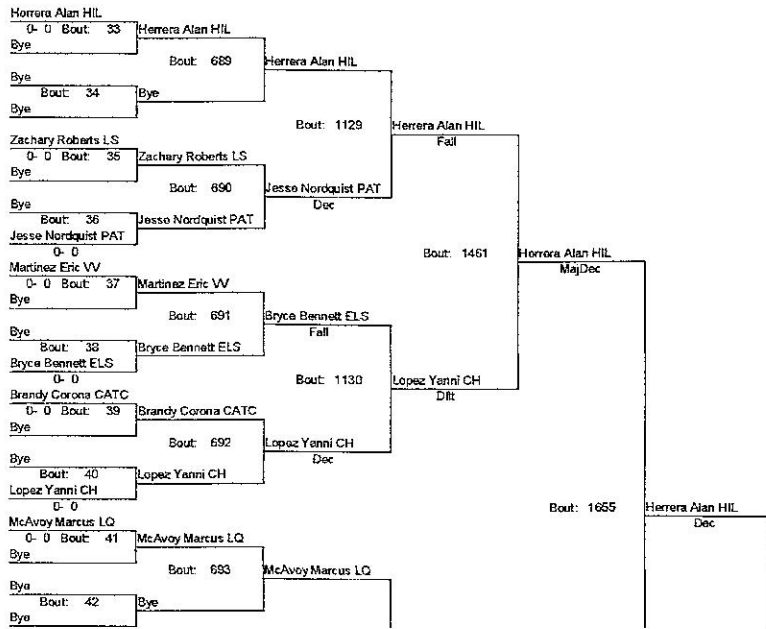 Herrera Alan HIL
0- 0 Bout: 33 Herrera Alan HIL
Bye
Bout: 689 Herrera Alan HIL
Bye
Bout: 34 Bye
Bye
Bout: 1129 Herrera Alan HIL
Fall
Zachary Roberts LS
0- 0 Bout: 35 Zachary Roberts LS
Bye
Bout: 690 Jesse Nordquist PAT
Dec
Bye
Bout: 36 Jesse Nordquist PAT
Jesse Nordquist PAT
0- 0
Bout: 1461 Herrera Alan HIL
MajDec
Martinez Eric VV
0- 0 Bout: 37 Martinez Eric VV
Bye
Bout: 691 Bryce Bennett ELS
Fall
Bye
Bout: 38 Bryce Bennett ELS
Bryce Bennett ELS
0- 0
Bout: 1130 Lopez Yanni CH
Dflt
Brandy Corona CATC
0- 0 Bout: 39 Brandy Corona CATC
Bye
Bout: 692 Lopez Yanni CH
Dec
Bye
Bout: 40 Lopez Yanni CH
Lopez Yanni CH
0- 0
Bout: 1655 Herrera Alan HIL
Dec
McAvoy Marcus LQ
0- 0 Bout: 41 McAvoy Marcus LQ
Bye
Bout: 693 McAvoy Marcus LQ
Bye
Bout: 42 Bye
Bye